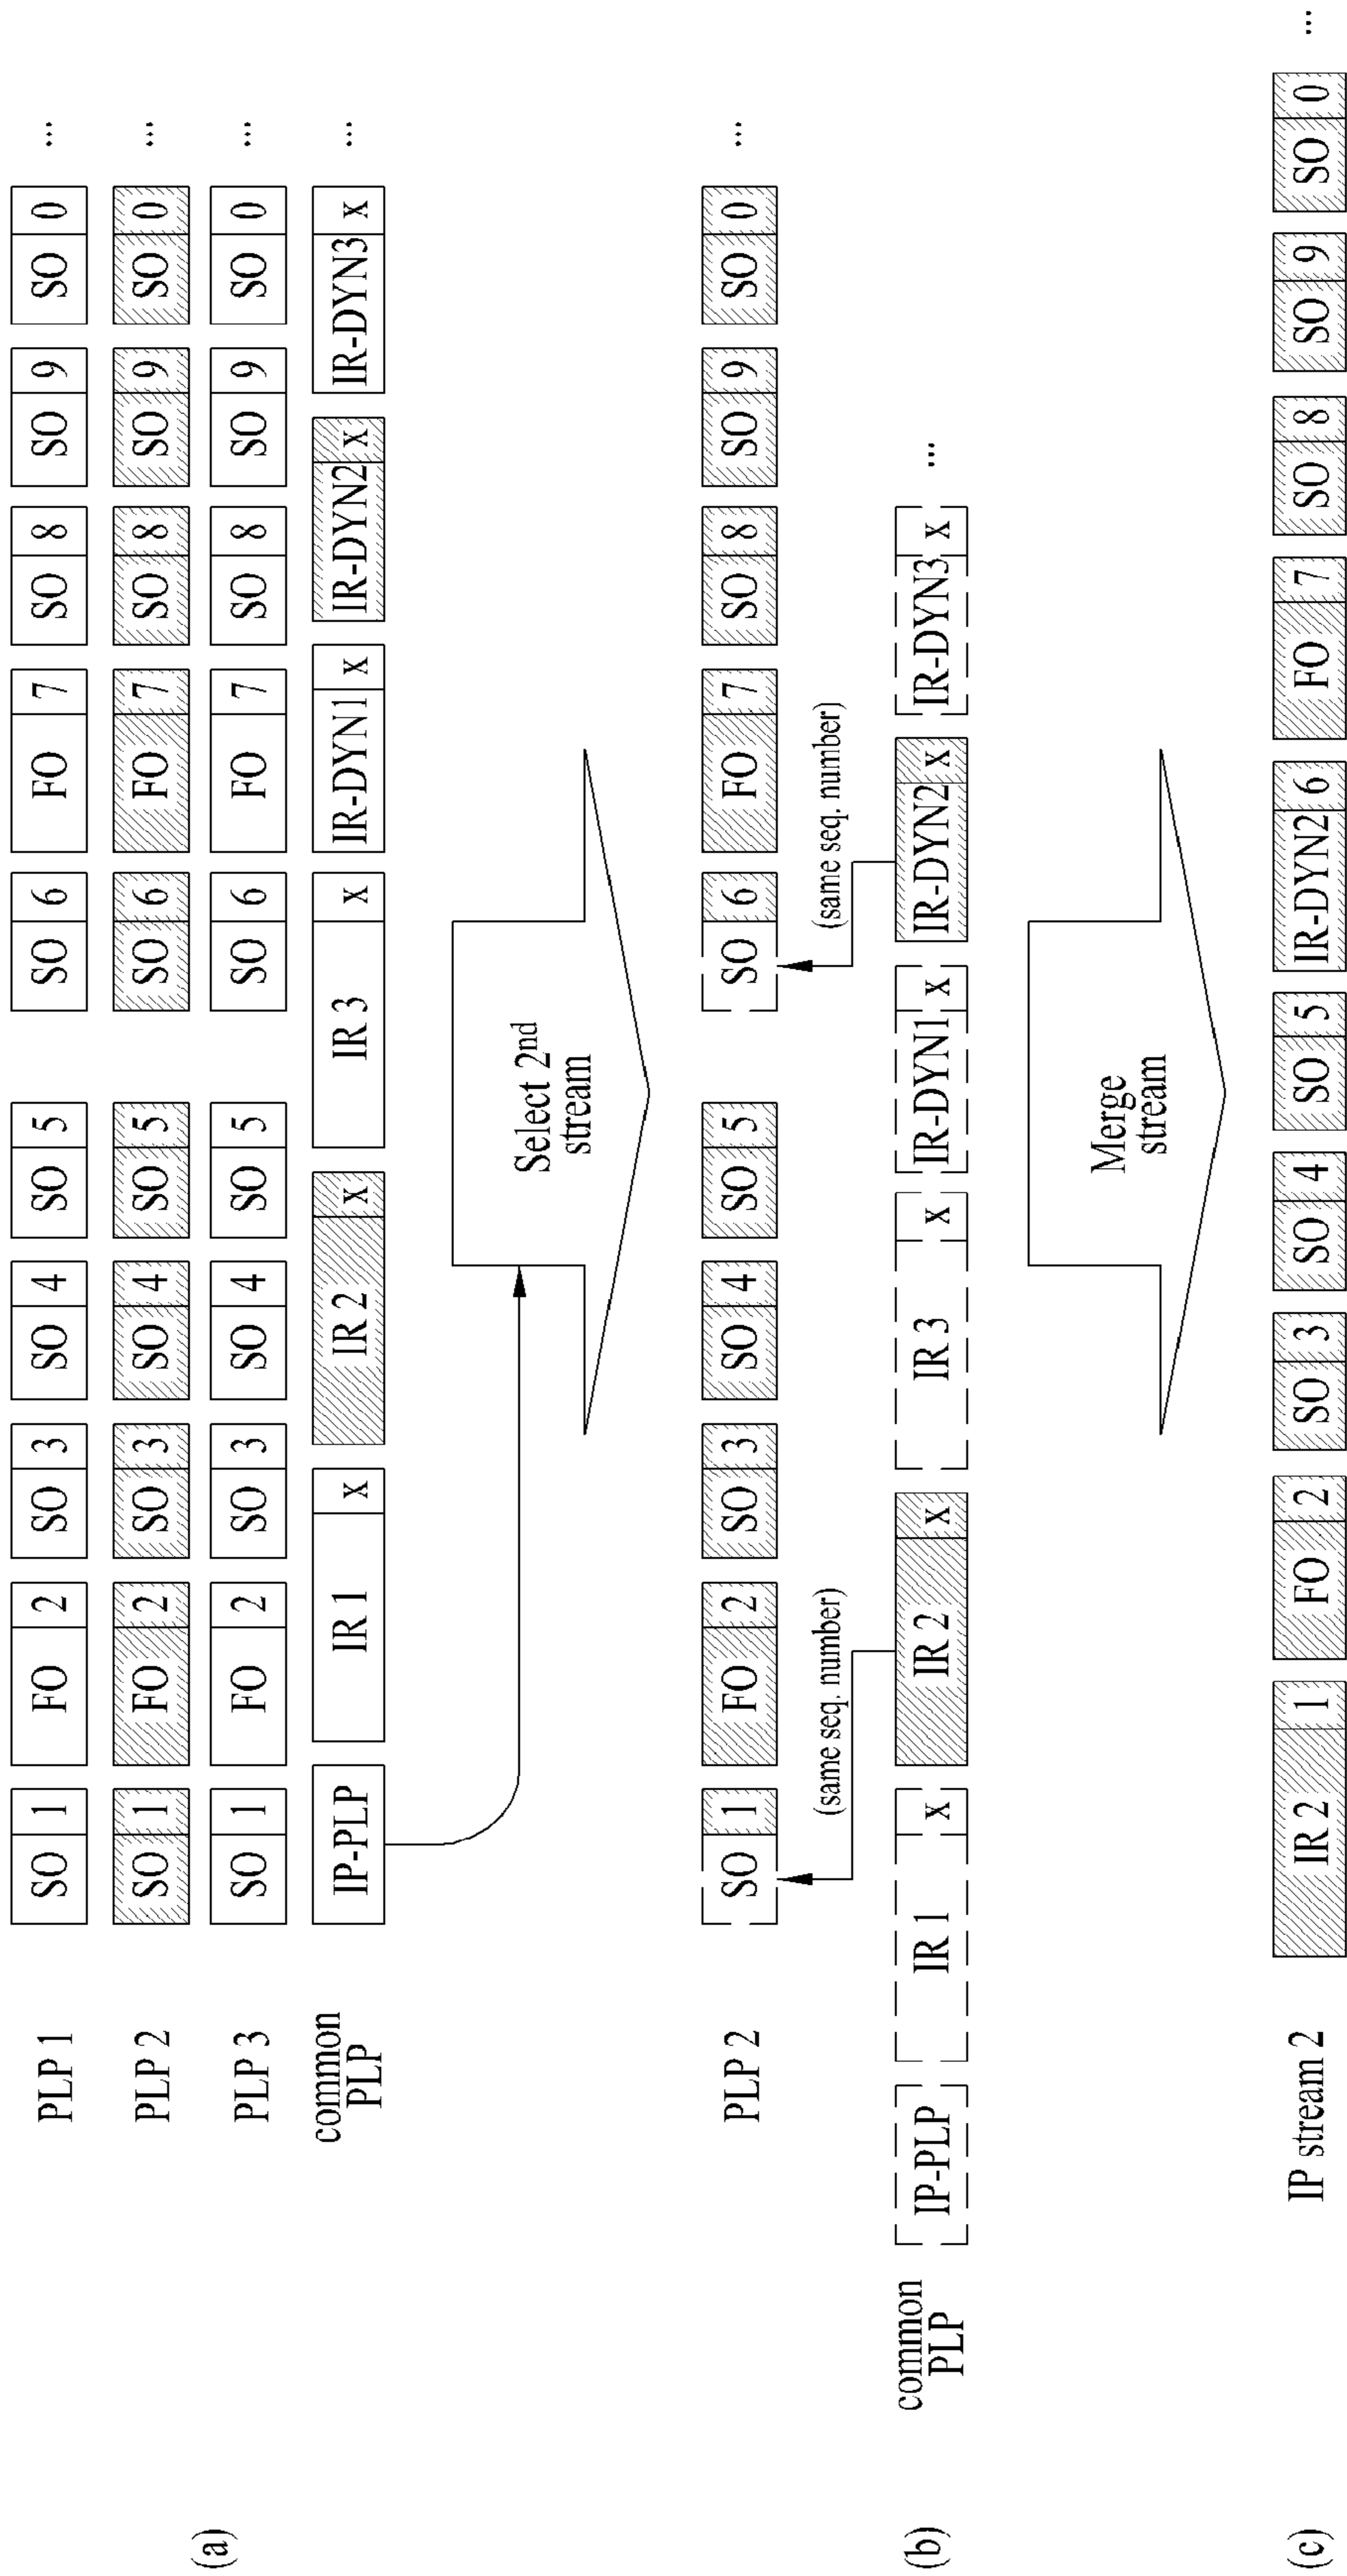 (a)
PLP 1 SO 1 FO 2 SO 3 SO 4 SO 5 SO 6 FO 7 SO 8 SO 9 SO 0 ...
PLP 2 SO 1 FO 2 SO 3 SO 4 SO 5 SO 6 FO 7 SO 8 SO 9 SO 0 ...
PLP 3 SO 1 FO 2 SO 3 SO 4 SO 5 SO 6 FO 7 SO 8 SO 9 SO 0 ...
common
PLP
IP-PLP IR 1 x IR 2 x IR 3 x IR-DYN1 x IR-DYN2 x IR-DYN3 x ...
Select 2nd
stream
(b)
PLP 2 SO 1 FO 2 SO 3 SO 4 SO 5 SO 6 FO 7 SO 8 SO 9 SO 0 ...
(same seq. number) (same seq. number)
common
PLP
IP-PLP IR 1 x IR 2 x IR 3 x IR-DYN1 x IR-DYN2 x IR-DYN3 x ...
Merge
stream
(c)
IP stream 2 IR 2 1 FO 2 SO 3 SO 4 SO 5 IR-DYN2 6 FO 7 SO 8 SO 9 SO 0 ...